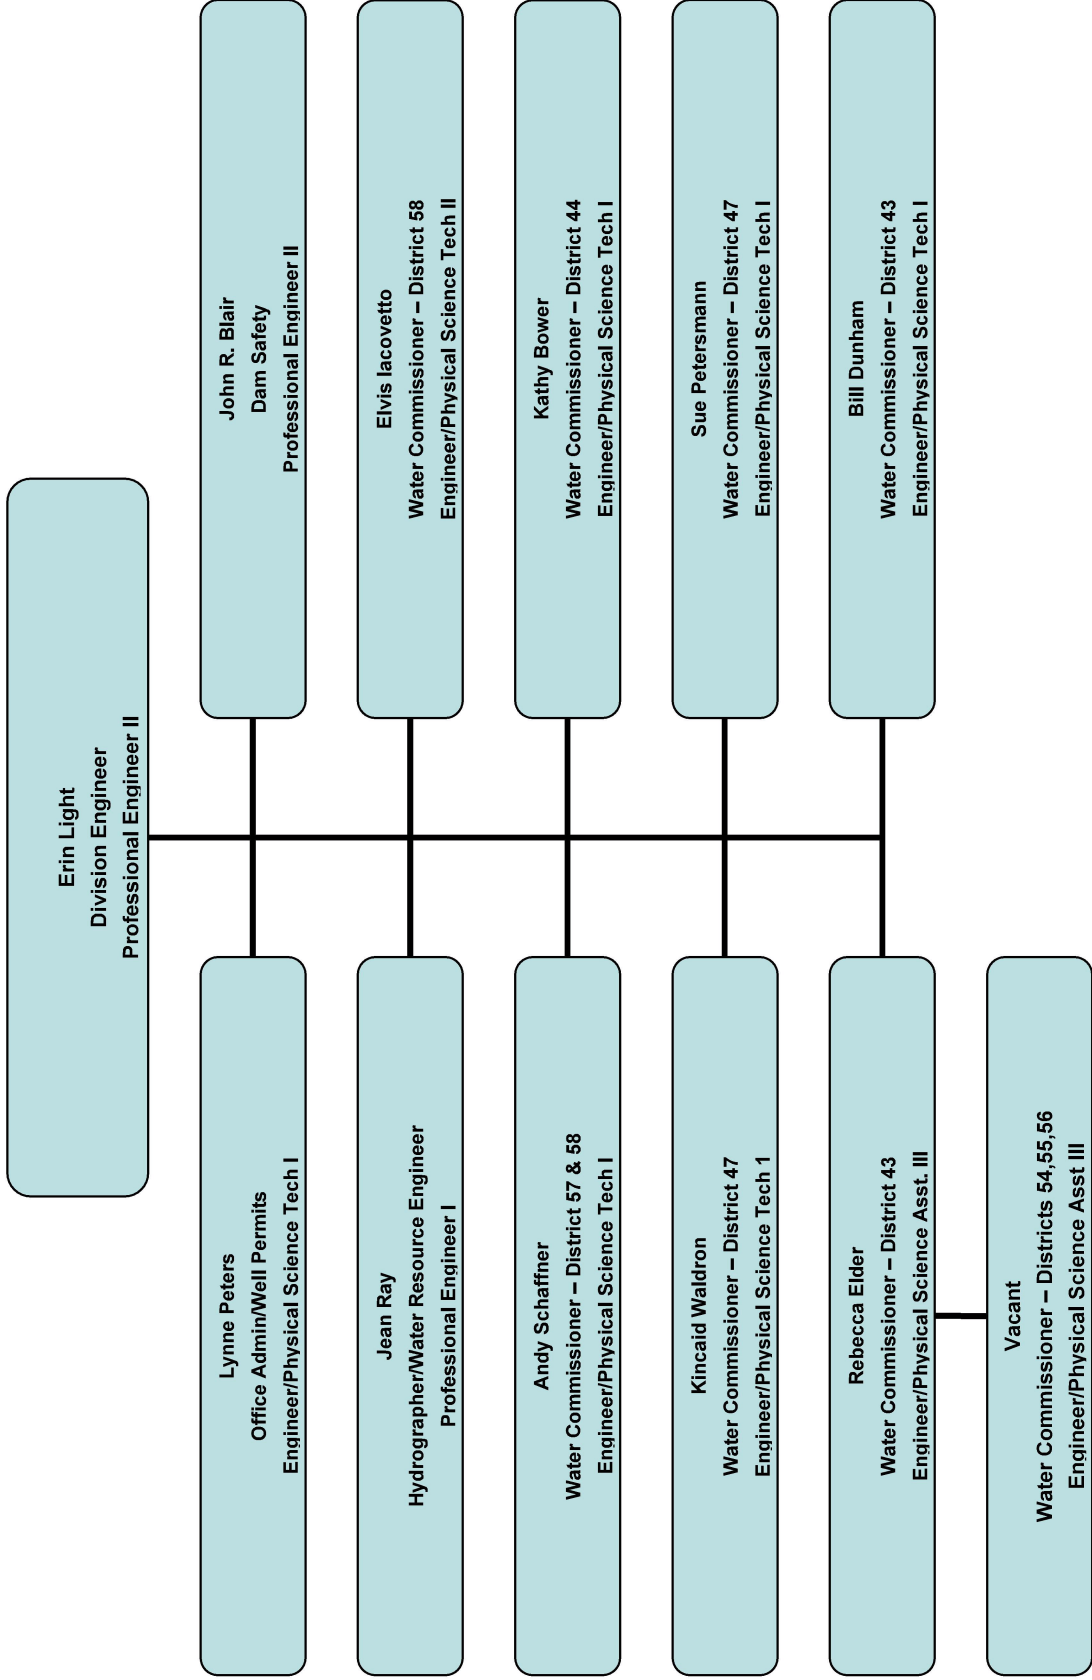 Erin Light
Division Engineer
Professional Engineer II
Lynne Peters
Office Admin/Well Permits
Engineer/Physical Science Tech I
John R. Blair
Dam Safety
Professional Engineer II
Jean Ray
Hydrographer/Water Resource Engineer
Professional Engineer I
Elvis Iacovetto
Water Commissioner – District 58
Engineer/Physical Science Tech II
Andy Schaffner
Water Commissioner – District 57 & 58
Engineer/Physical Science Tech I
Kathy Bower
Water Commissioner – District 44
Engineer/Physical Science Tech I
Kincaid Waldron
Water Commissioner – District 47
Engineer/Physical Science Tech 1
Sue Petersmann
Water Commissioner – District 47
Engineer/Physical Science Tech I
Rebecca Elder
Water Commissioner – District 43
Engineer/Physical Science Asst. III
Bill Dunham
Water Commissioner – District 43
Engineer/Physical Science Tech I
Vacant
Water Commissioner – Districts 54,55,56
Engineer/Physical Science Asst III